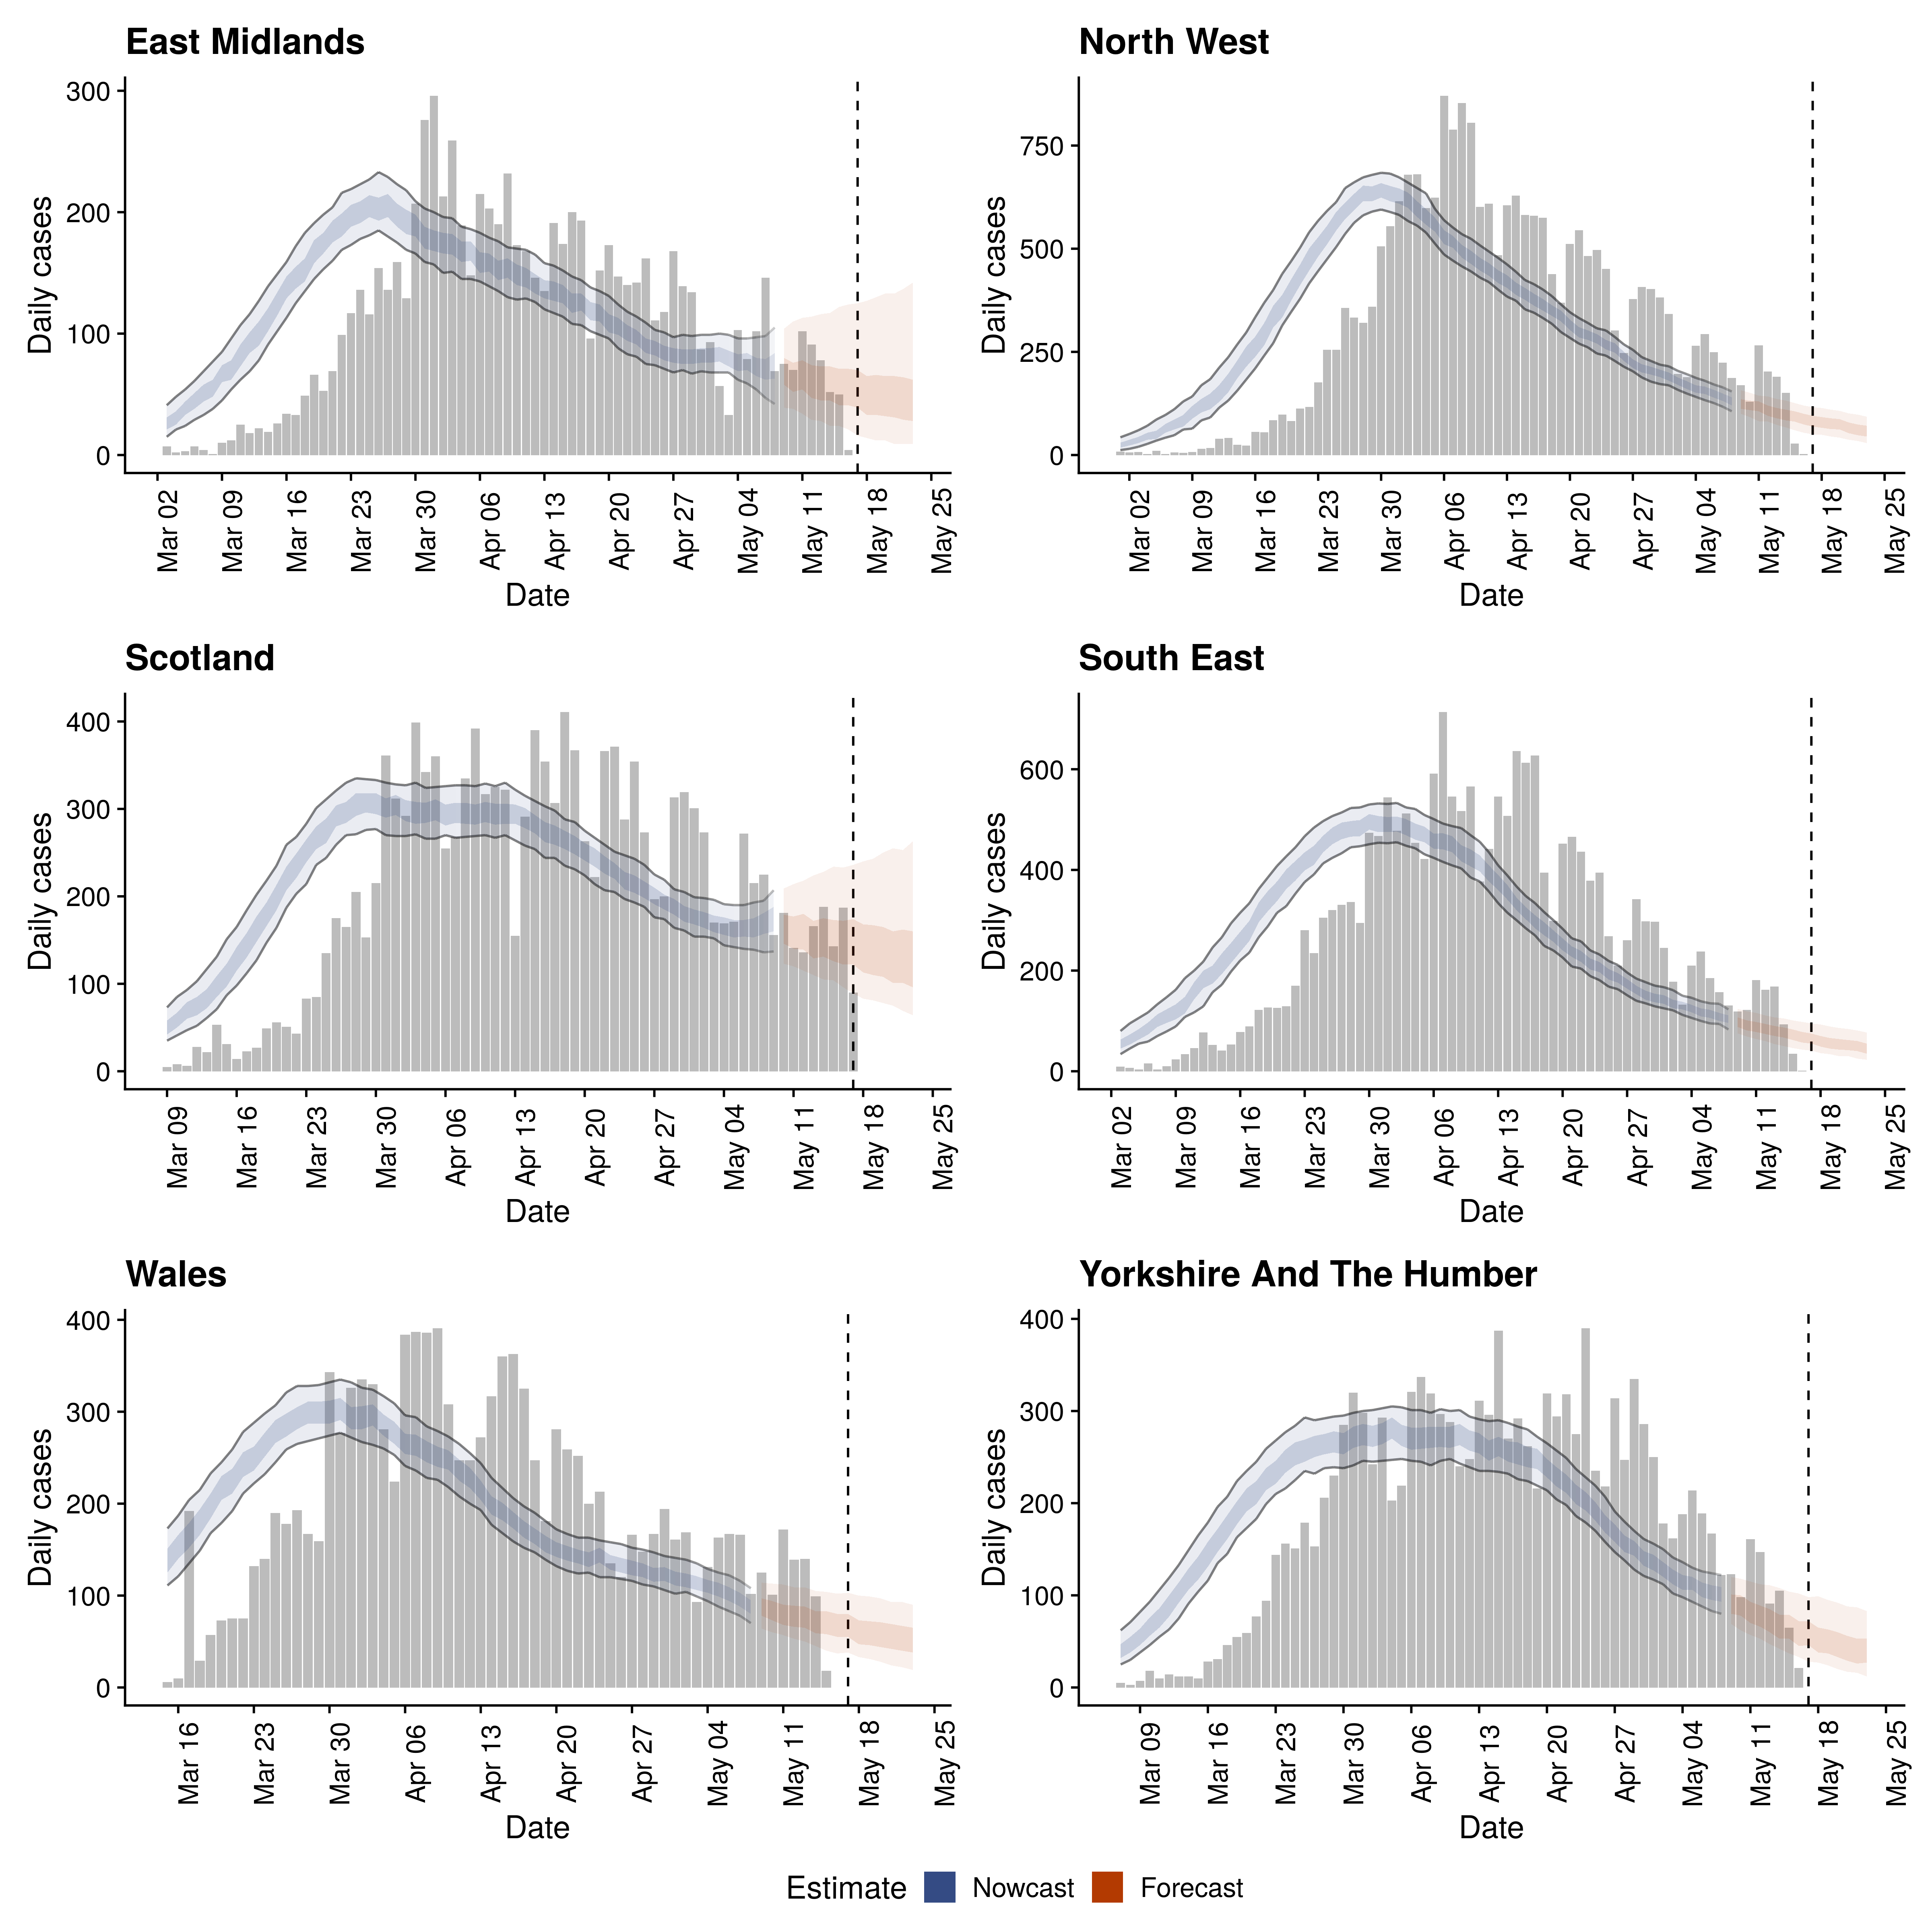 East Midlands
Daily cases
300
200
100
0
Mar 02
Mar 09
Mar 16
Mar 23
Mar 30
Apr 06
Apr 13
Apr 20
Apr 27
May 04
May 11
May 18
May 25
Date
North West
Daily cases
750
500
250
0
Mar 02
Mar 09
Mar 16
Mar 23
Mar 30
Apr 06
Apr 13
Apr 20
Apr 27
May 04
May 11
May 18
May 25
Date
Scotland
Daily cases
400
300
200
100
0
Mar 09
Mar 16
Mar 23
Mar 30
Apr 06
Apr 13
Apr 20
Apr 27
May 04
May 11
May 18
May 25
Date
South East
Daily cases
600
400
200
0
Mar 02
Mar 09
Mar 16
Mar 23
Mar 30
Apr 06
Apr 13
Apr 20
Apr 27
May 04
May 11
May 18
May 25
Date
Wales
Daily cases
400
300
200
100
0
Mar 16
Mar 23
Mar 30
Apr 06
Apr 13
Apr 20
Apr 27
May 04
May 11
May 18
May 25
Date
Yorkshire And The Humber
Daily cases
400
300
200
100
0
Mar 09
Mar 16
Mar 23
Mar 30
Apr 06
Apr 13
Apr 20
Apr 27
May 04
May 11
May 18
May 25
Date
Estimate Nowcast Forecast